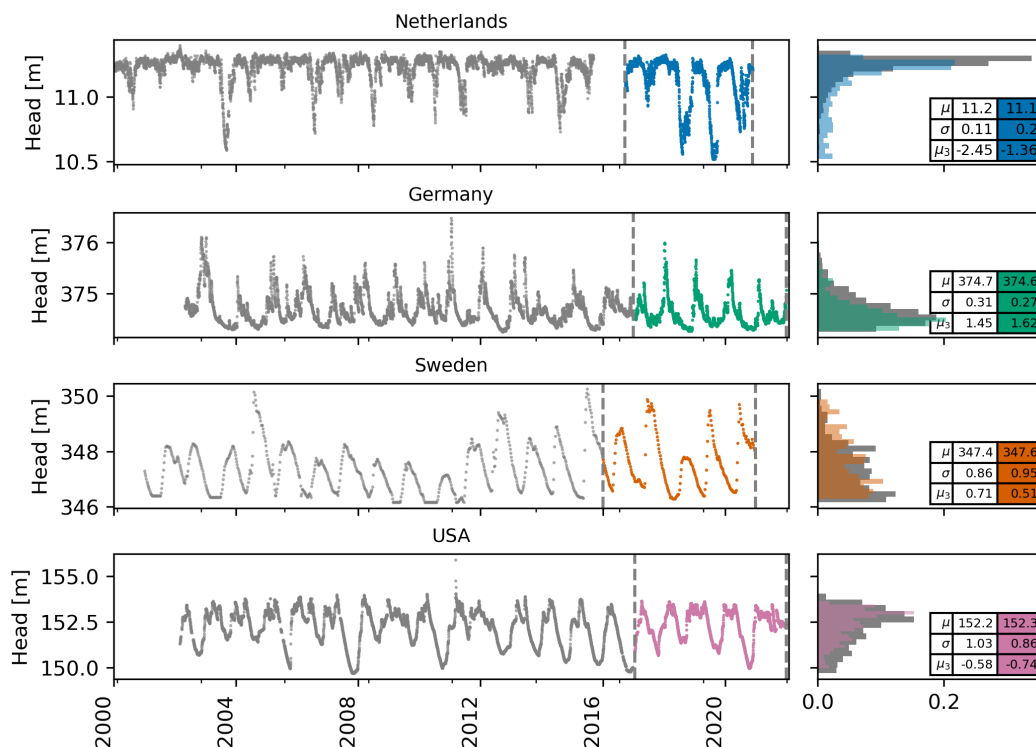 Netherlands
Head [m]
11.0
10.5
μ 11.2 11.1
σ 0.11 0.2
μ3 -2.45 -1.36
Germany
Head [m]
376
375
μ 374.7 374.6
σ 0.31 0.27
μ3 1.45 1.62
Sweden
Head [m]
350
348
346
μ 347.4 347.6
σ 0.86 0.95
μ3 0.71 0.51
USA
Head [m]
155.0
152.5
150.0
μ 152.2 152.3
σ 1.03 0.86
μ3 -0.58 -0.74
2000 2004 2008 2012 2016 2020
0.0 0.2